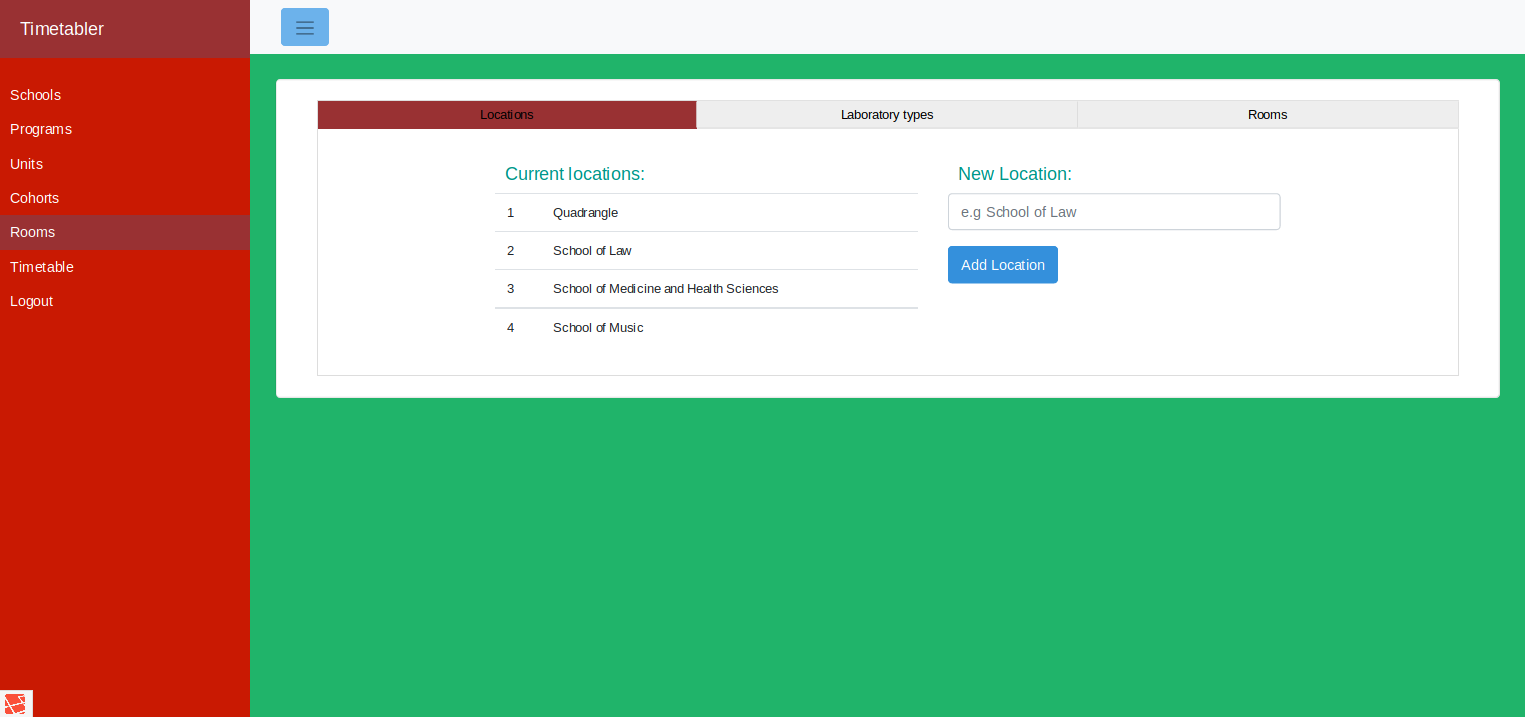 Timetabler
Schools
Programs
Units
Cohorts
Rooms
Timetable
Logout
Locations
Laboratory types
Rooms
Current locations:
1 Quadrangle
2 School of Law
3 School of Medicine and Health Sciences
4 School of Music
New Location:
e.g School of Law
Add Location